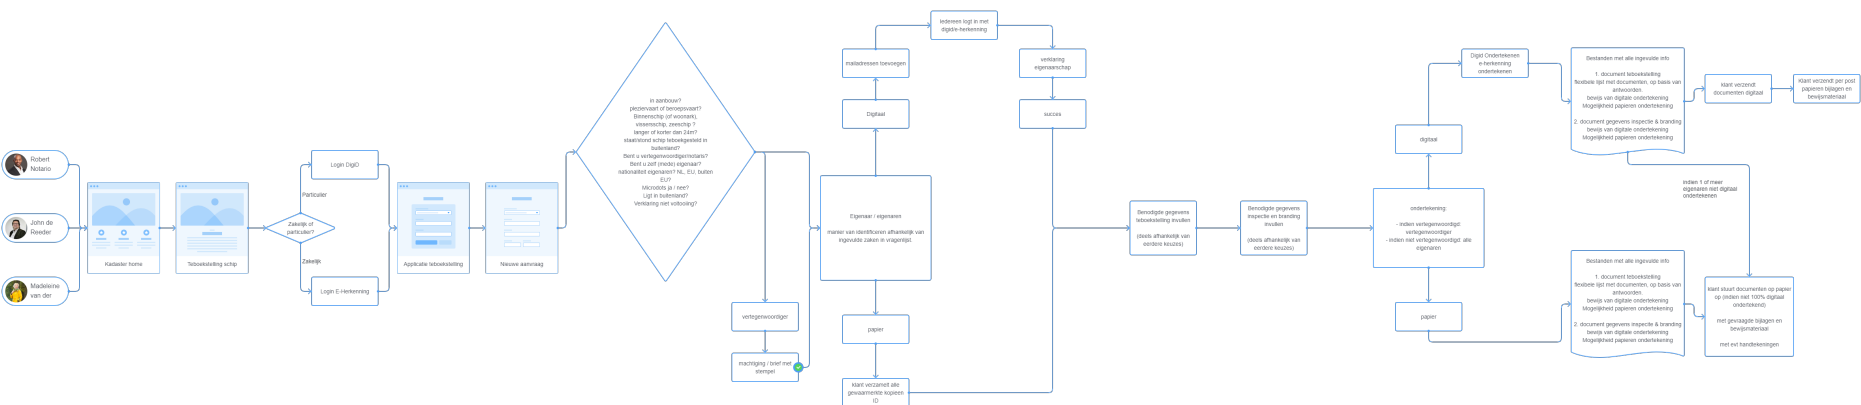 Robert
Notario
John de
Reeder
Madeleine
van der
Kadaster home
Teboekstelling schip
Zakelijk of
particulier?
Particulier
Zakelijk
Login DigiD
Login E-Herkenning
Applicatie teboekstelling
Nieuwe aanvraag
in aanbouw?
pleziervaart of beroepsvaart?
Binnenschip (of woonark),
vissersschip, zeeschip ?
langer of korter dan 24m?
staat/stond schip teboekgesteld in
buitenland?
Bent u vertegenwoordiger/notaris?
Bent u zelf (mede) eigenaar?
nationaliteit eigenaren? NL, EU, buiten
EU?
Microdots ja / nee?
Ligt in buitenland?
Verklaring niet voltooiing?
vertegenwoordiger
machtiging / brief met
stempel
Eigenaar / eigenaren
manier van identificeren afhankelijk van
ingevulde zaken in vragenlijst
Digitaal
mailadressen toevoegen
iedereen logt in met
digid/e-herkenning
verklaring
eigenaarschap
succes
papier
klant verzamelt alle
gewaarmerkte kopieen
ID
Benodigde gegevens
teboekstelling invullen
(deels afhankelijk van
eerdere keuzes)
Benodigde gegevens
inspectie en branding
invullen
(deels afhankelijk van
eerdere keuzes)
ondertekening:
- indien vertegenwoordigd:
vertegenwoordiger
- indien niet vertegenwoordigd: alle
eigenaren
digitaal
Digid Ondertekenen
e-herkenning
ondertekenen
papier
Bestanden met alle ingevulde info
1. document teboekstelling
flexibele lijst met documenten, op basis van
antwoorden
bewijs van digitale ondertekening
Mogelijkheid papieren ondertekening
2. document gegevens inspectie & branding
bewijs van digitale ondertekening
Mogelijkheid papieren ondertekening
klant verzendt
documenten digitaal
Klant verzendt per post
papieren bijlagen en
bewijsmateriaal
indien 1 of meer
eigenaren niet digitaal
ondertekenen
Bestanden met alle ingevulde info
1. document teboekstelling
flexibele lijst met documenten, op basis van
antwoorden
bewijs van digitale ondertekening
Mogelijkheid papieren ondertekening
2. document gegevens inspectie & branding
bewijs van digitale ondertekening
Mogelijkheid papieren ondertekening
klant stuurt documenten op papier
op (indien niet 100% digitaal
ondertekend)
met gevraagde bijlagen en
bewijsmateriaal
met evt handtekeningen